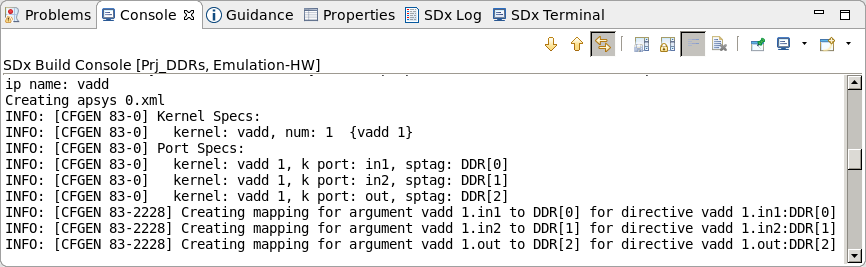 Problems Console Guidance Properties SDx Log SDx Terminal
SDx Build Console [Prj_DDRs, Emulation-HW]
ip name: vadd
Creating apsys 0.xml
INFO: [CFGEN 83-0] Kernel Specs:
INFO: [CFGEN 83-0]   kernel: vadd, num: 1  {vadd 1}
INFO: [CFGEN 83-0] Port Specs:
INFO: [CFGEN 83-0]   kernel: vadd 1, k port: in1, sptag: DDR[0]
INFO: [CFGEN 83-0]   kernel: vadd 1, k port: in2, sptag: DDR[1]
INFO: [CFGEN 83-0]   kernel: vadd 1, k port: out, sptag: DDR[2]
INFO: [CFGEN 83-2228] Creating mapping for argument vadd 1.in1 to DDR[0] for directive vadd 1.in1:DDR[0]
INFO: [CFGEN 83-2228] Creating mapping for argument vadd 1.in2 to DDR[1] for directive vadd 1.in2:DDR[1]
INFO: [CFGEN 83-2228] Creating mapping for argument vadd 1.out to DDR[2] for directive vadd 1.out:DDR[2]